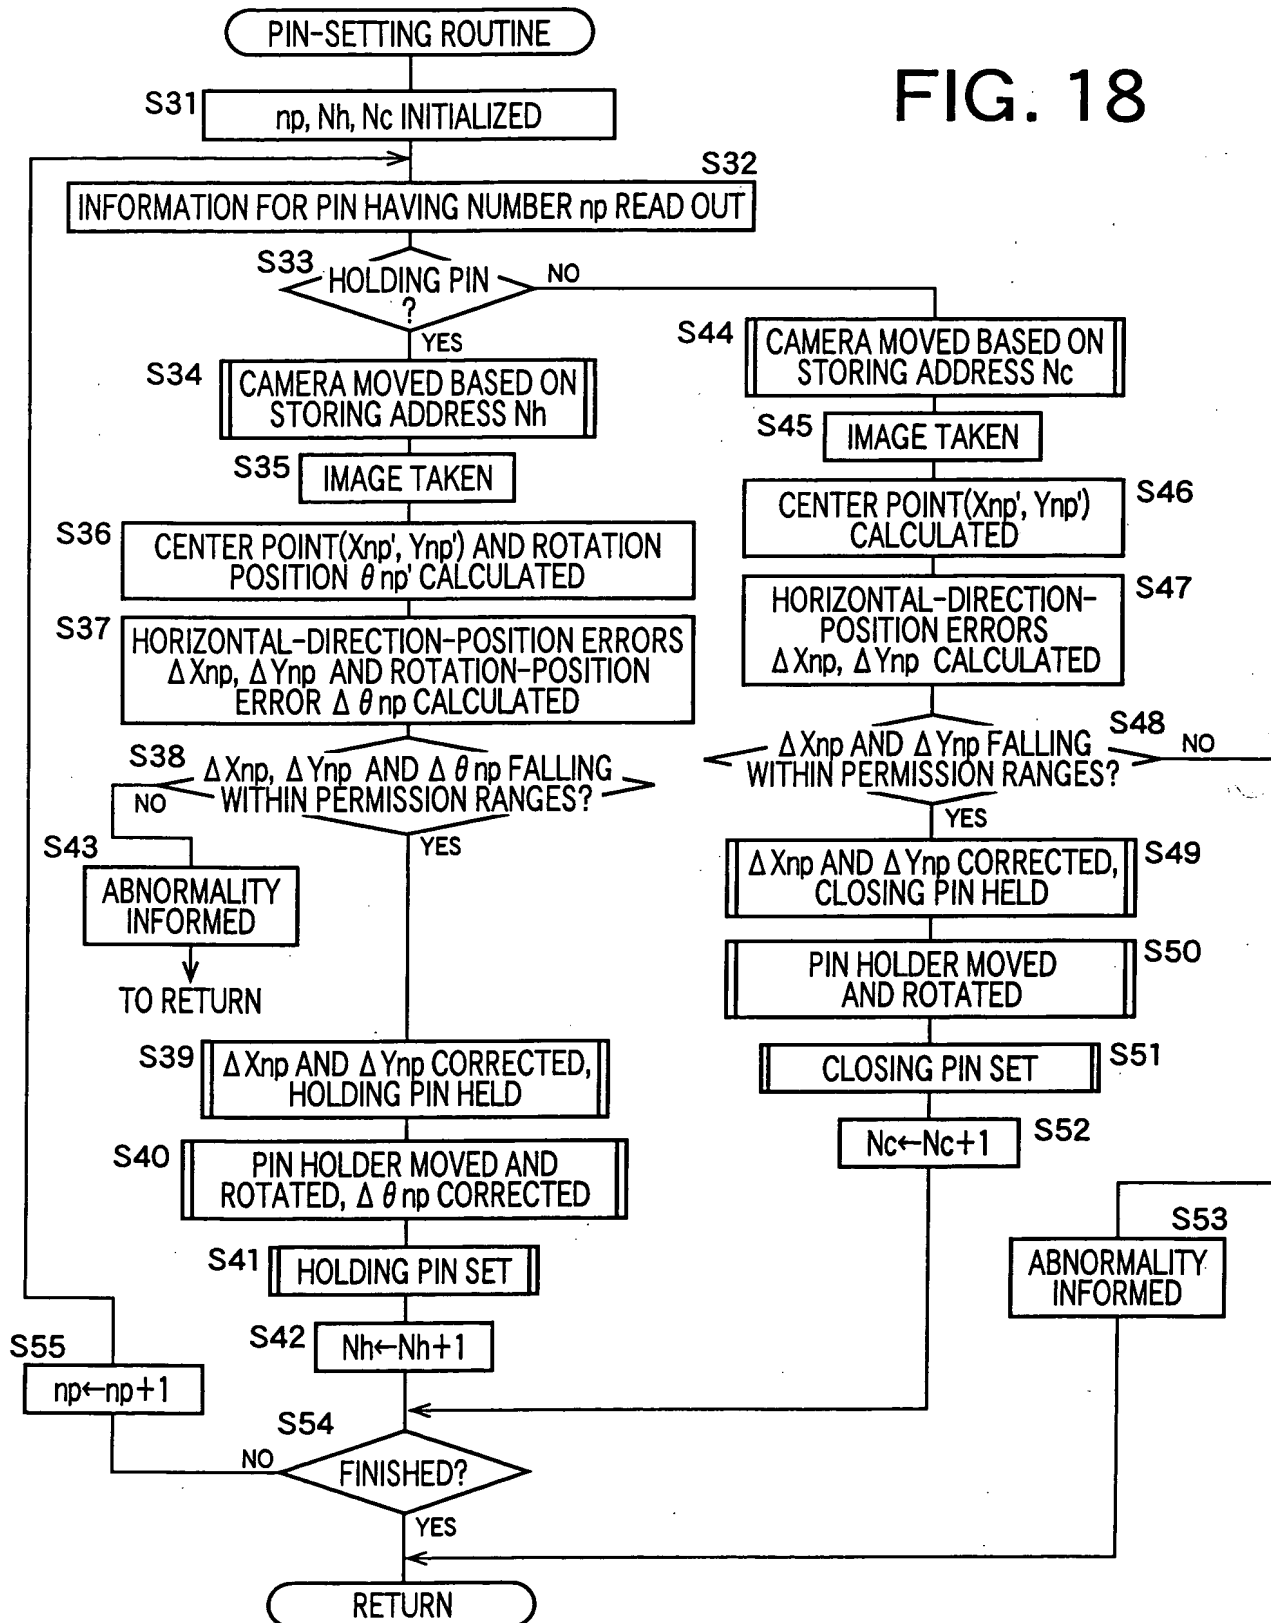 PIN-SETTING ROUTINE
FIG. 18
S31
np, Nh, Nc INITIALIZED
S32
INFORMATION FOR PIN HAVING NUMBER np READ OUT
S33
HOLDING PIN
?
NO
YES
S34
CAMERA MOVED BASED ON
STORING ADDRESS Nh
S35
IMAGE TAKEN
S36
CENTER POINT(Xnp', Ynp') AND ROTATION
POSITION θnp' CALCULATED
S37
HORIZONTAL-DIRECTION-POSITION ERRORS
ΔXnp, ΔYnp AND ROTATION-POSITION
ERROR Δθnp CALCULATED
S38
ΔXnp, ΔYnp AND Δθnp FALLING
WITHIN PERMISSION RANGES?
NO
YES
S43
ABNORMALITY
INFORMED
TO RETURN
S39
ΔXnp AND ΔYnp CORRECTED,
HOLDING PIN HELD
S40
PIN HOLDER MOVED AND
ROTATED, Δθnp CORRECTED
S41
HOLDING PIN SET
S42
Nh←Nh+1
S44
CAMERA MOVED BASED ON
STORING ADDRESS Nc
S45
IMAGE TAKEN
S46
CENTER POINT(Xnp', Ynp')
CALCULATED
S47
HORIZONTAL-DIRECTION-
POSITION ERRORS
ΔXnp, ΔYnp CALCULATED
S48
ΔXnp AND ΔYnp FALLING
WITHIN PERMISSION RANGES?
NO
YES
S49
ΔXnp AND ΔYnp CORRECTED,
CLOSING PIN HELD
S50
PIN HOLDER MOVED
AND ROTATED
S51
CLOSING PIN SET
S52
Nc←Nc+1
S53
ABNORMALITY
INFORMED
S55
np←np+1
S54
FINISHED?
NO
YES
RETURN